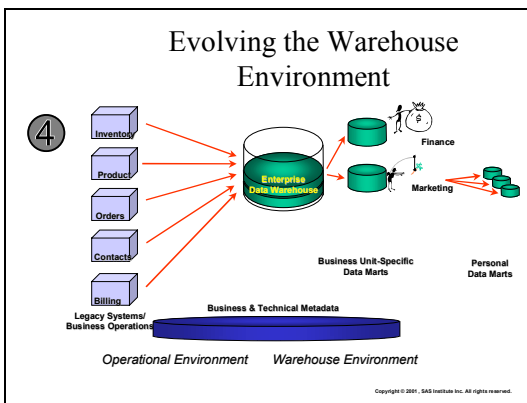 Evolving the Warehouse
Environment
4
Inventory
Product
Orders
Contacts
Billing
Legacy Systems/
Business Operations
Enterprise
Data Warehouse
$
Finance
Marketing
Business Unit-Specific
Data Marts
Personal
Data Marts
Business & Technical Metadata
Operational Environment
Warehouse Environment
Copyright © 2001 , SAS Institute Inc. All rights reserved.